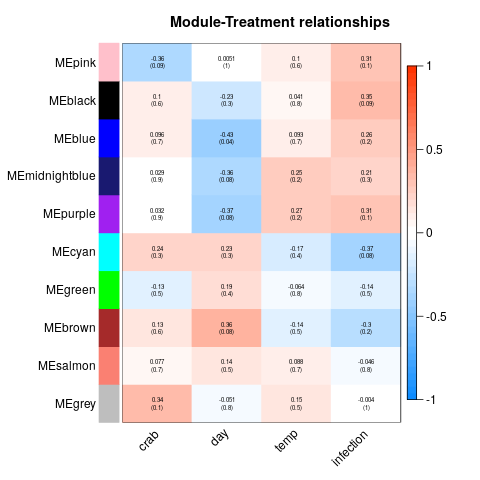 Module-Treatment relationships
MEpink
-0.36 0.0051 0.1 0.31
(0.09) (1) (0.6) (0.1)
MEblack
0.1 -0.23 0.041 0.35
(0.6) (0.3) (0.8) (0.09)
MEblue
0.096 -0.43 0.093 0.26
(0.7) (0.04) (0.7) (0.2)
MEmidnightblue
0.029 -0.36 0.25 0.21
(0.9) (0.08) (0.2) (0.3)
MEpurple
0.032 -0.37 0.27 0.31
(0.9) (0.08) (0.2) (0.1)
MEcyan
0.24 0.23 -0.17 -0.37
(0.3) (0.3) (0.4) (0.08)
MEgreen
-0.13 0.19 -0.064 -0.14
(0.5) (0.4) (0.8) (0.5)
MEbrown
0.13 0.36 -0.14 -0.3
(0.6) (0.08) (0.5) (0.2)
MEsalmon
0.077 0.14 0.088 -0.046
(0.7) (0.5) (0.7) (0.8)
MEgrey
0.34 -0.051 0.15 -0.004
(0.1) (0.8) (0.5) (1)
crab day temp infection
1
0.5
0
-0.5
-1